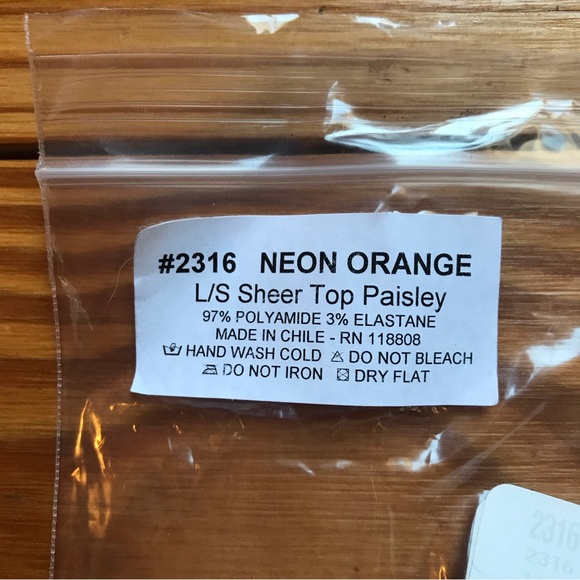 #2316 NEON ORANGE
L/S Sheer Top Paisley
97% POLYAMIDE 3% ELASTANE
MADE IN CHILE - RN 118808
HAND WASH COLD DO NOT BLEACH
DO NOT IRON DRY FLAT
2316
2316